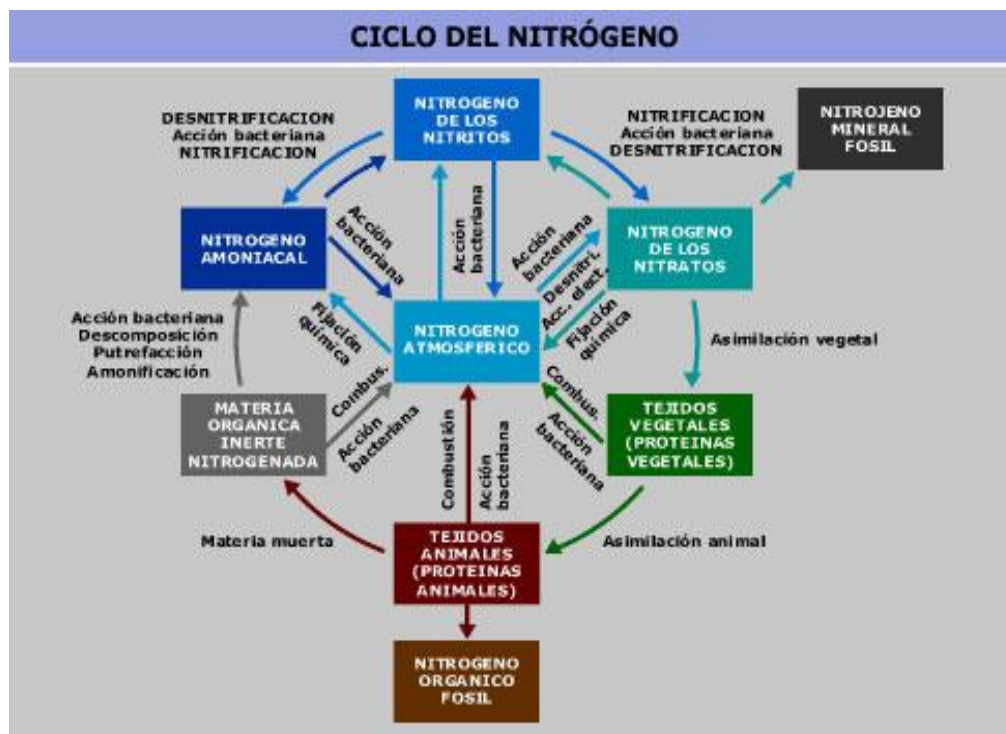 CICLO DEL NITRÓGENO
NITROGENO
DE LOS
NITRITOS
DESNITRIFICACION
Acción bacteriana
NITRIFICACION
NITRIFICACION
Acción bacteriana
DESNITRIFICACION
NITROJENO
MINERAL
FOSIL
NITROGENO
AMONIACAL
Acción
bacteriana
Acción
bacteriana
Acción
bacteriana
Desnitri.
Acc. elect.
NITROGENO
DE LOS
NITRATOS
Fijación
química
NITROGENO
ATMOSFERICO
Fijación
química
Acción bacteriana
Descomposición
Putrefacción
Amonificación
Asimilación vegetal
MATERIA
ORGANICA
INERTE
NITROGENADA
Combus.
Acción
bacteriana
Combustión
Acción
bacteriana
Combus.
Acción
bacteriana
TEJIDOS
VEGETALES
(PROTEINAS
VEGETALES)
Materia muerta
TEJIDOS
ANIMALES
(PROTEINAS
ANIMALES)
Asimilación animal
NITROGENO
ORGANICO
FOSIL